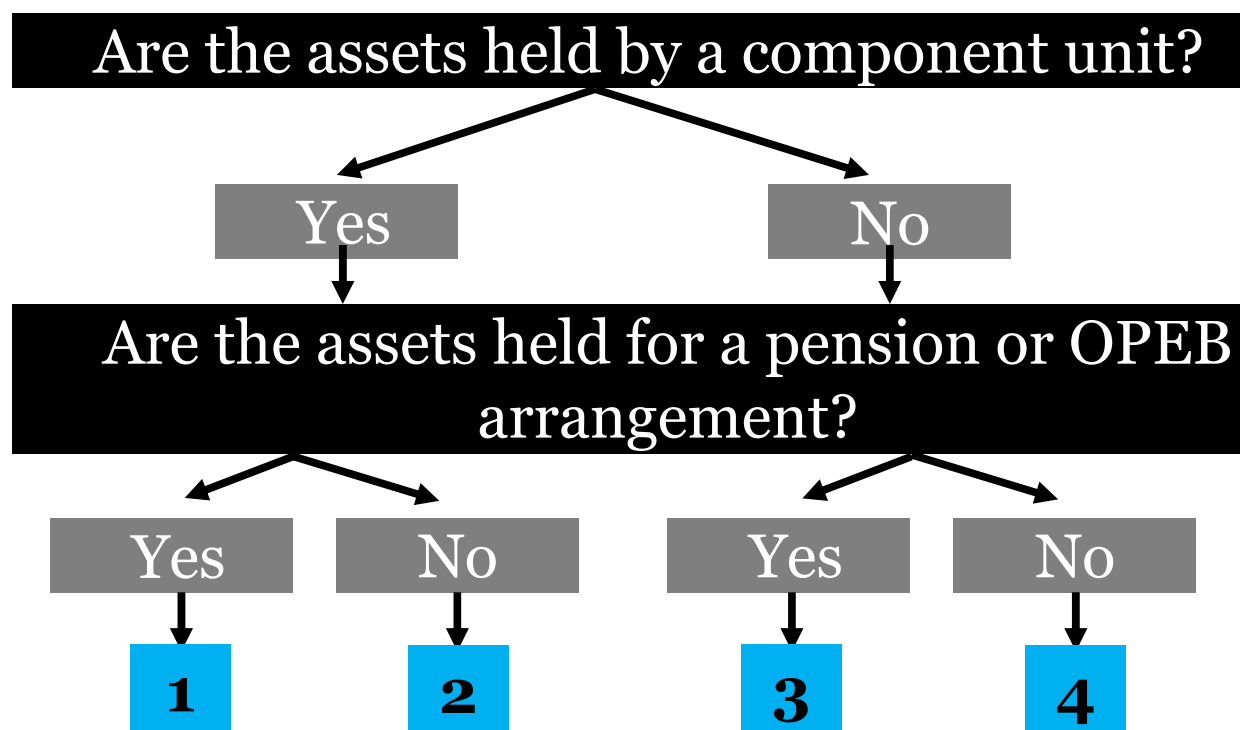 Are the assets held by a component unit?
Yes
No
Are the assets held for a pension or OPEB
arrangement?
Yes
No
Yes
No
1
2
3
4